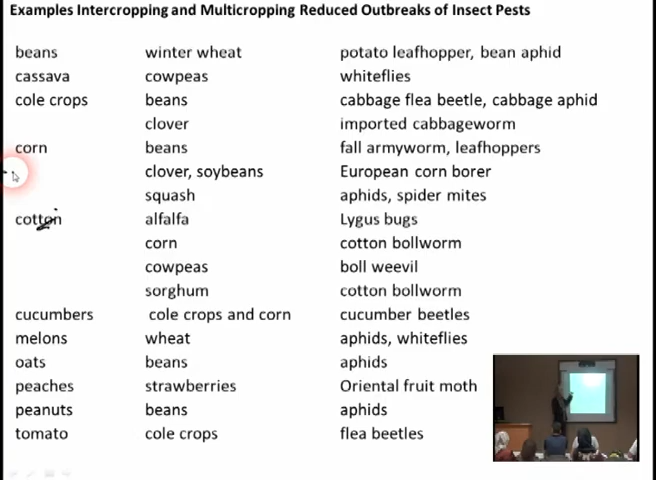 Examples Intercropping and Multicropping Reduced Outbreaks of Insect Pests
beans winter wheat potato leafhopper, bean aphid
cassava cowpeas whiteflies
cole crops beans cabbage flea beetle, cabbage aphid
clover imported cabbageworm
corn beans fall armyworm, leafhoppers
clover, soybeans European corn borer
squash aphids, spider mites
cotton alfalfa Lygus bugs
corn cotton bollworm
cowpeas boll weevil
sorghum cotton bollworm
cucumbers cole crops and corn cucumber beetles
melons wheat aphids, whiteflies
oats beans aphids
peaches strawberries Oriental fruit moth
peanuts beans aphids
tomato cole crops flea beetles